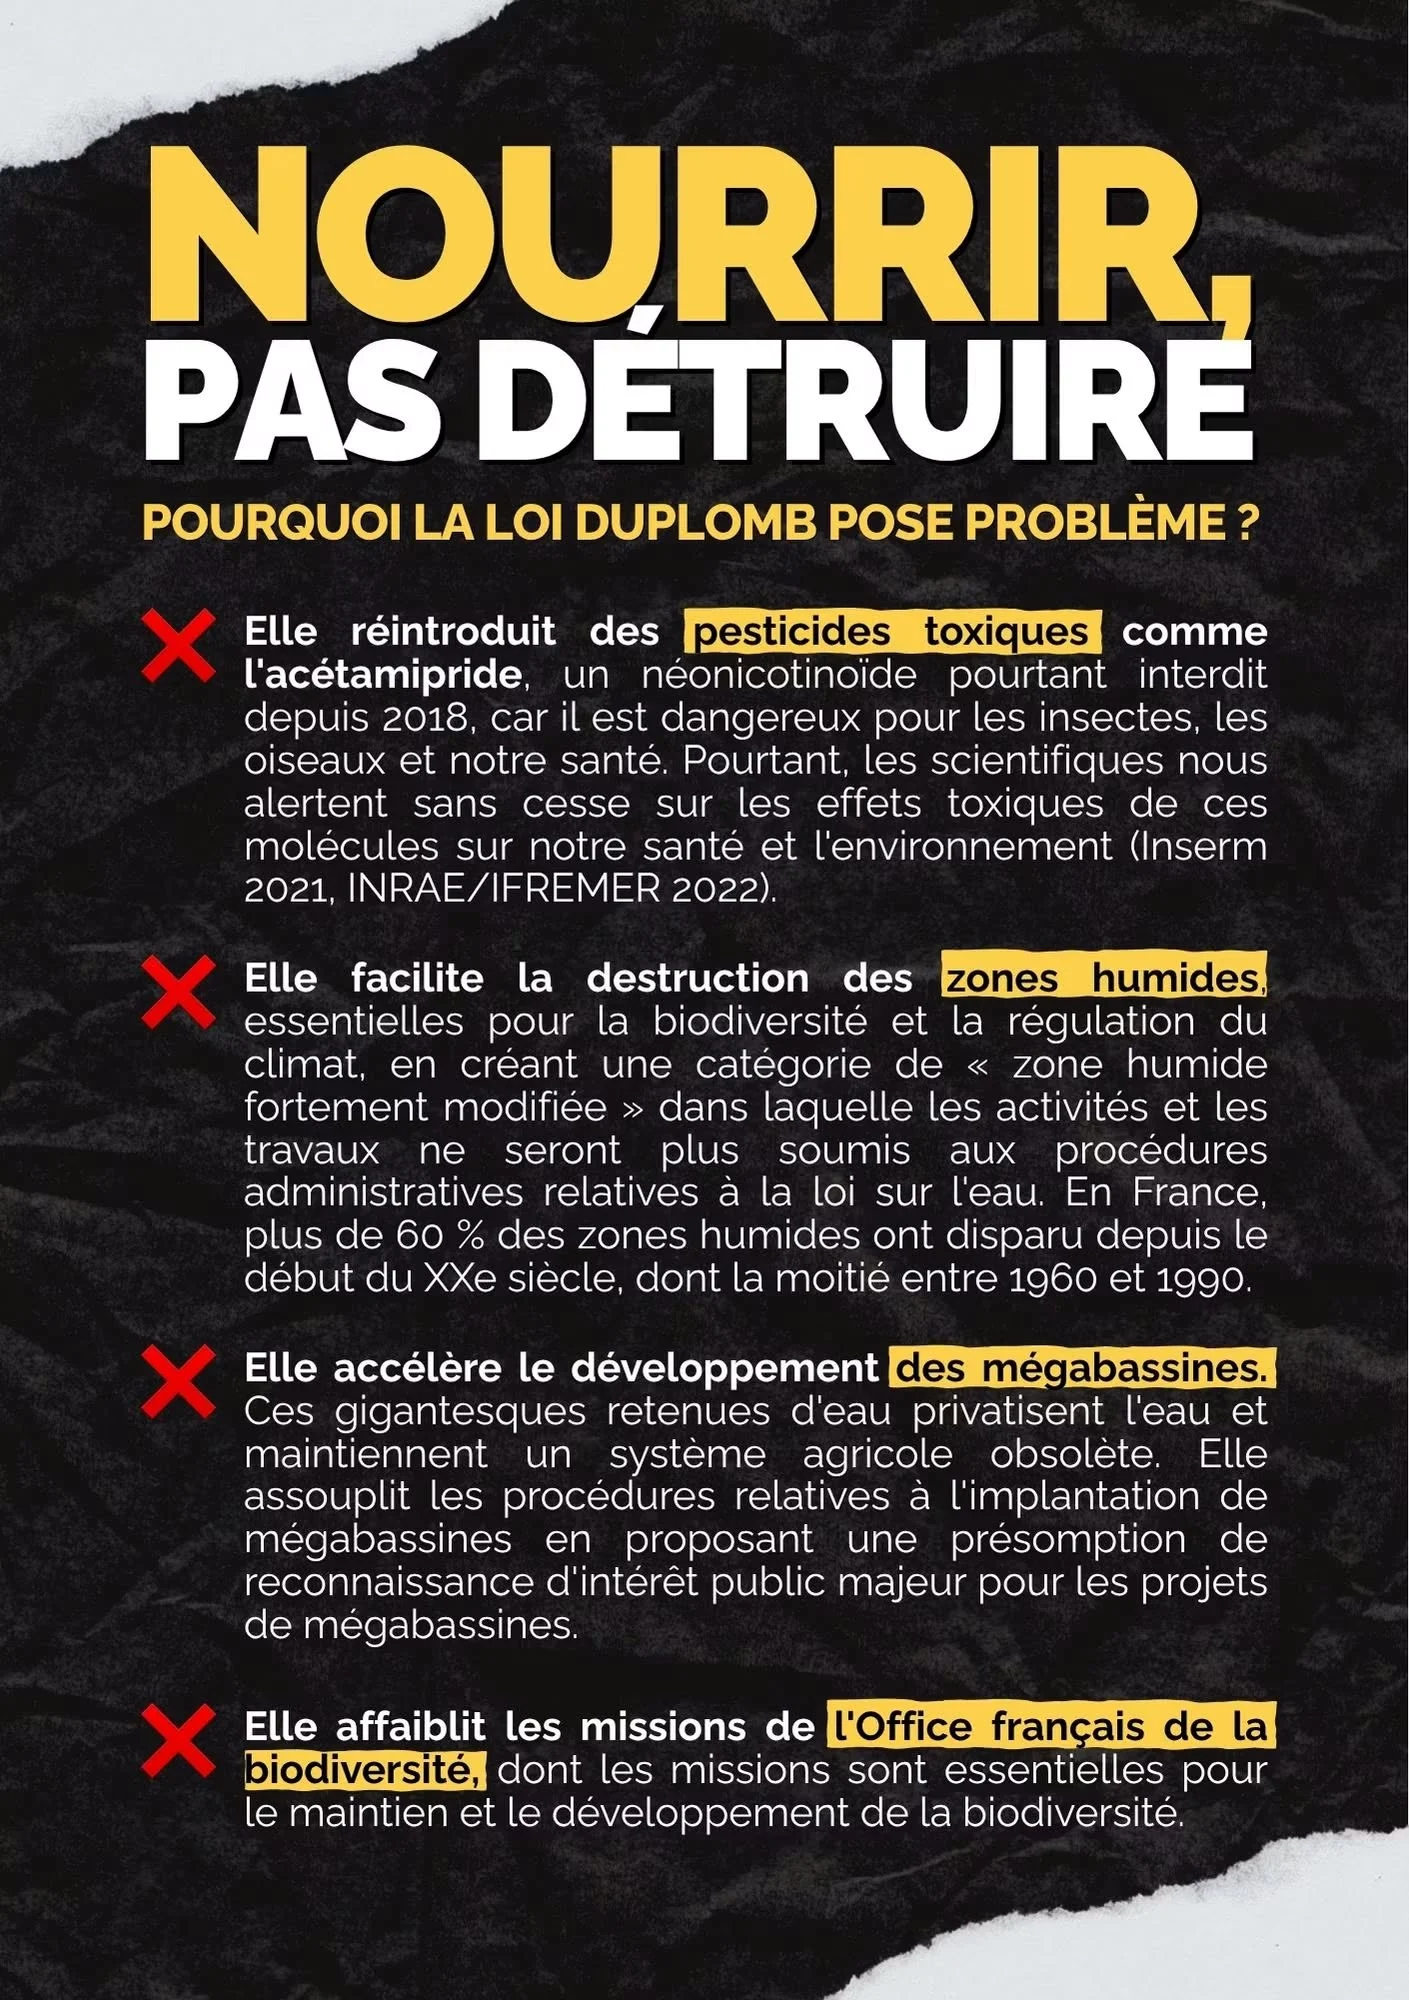 NOURRIR,
PAS DÉTRUIRE
POURQUOI LA LOI DUPLOMB POSE PROBLÈME ?
Elle réintroduit des pesticides toxiques comme
l'acétamipride, un néonicotinoïde pourtant interdit
depuis 2018, car il est dangereux pour les insectes, les
oiseaux et notre santé. Pourtant, les scientifiques nous
alertent sans cesse sur les effets toxiques de ces
molécules sur notre santé et l'environnement (Inserm
2021, INRAE/IFREMER 2022).
Elle facilite la destruction des zones humides,
essentielles pour la biodiversité et la régulation du
climat, en créant une catégorie de « zone humide
fortement modifiée » dans laquelle les activités et les
travaux ne seront plus soumis aux procédures
administratives relatives à la loi sur l'eau. En France,
plus de 60 % des zones humides ont disparu depuis le
début du XXe siècle, dont la moitié entre 1960 et 1990.
Elle accélère le développement des mégabassines.
Ces gigantesques retenues d'eau privatisent l'eau et
maintiennent un système agricole obsolète. Elle
assouplit les procédures relatives à l'implantation de
mégabassines en proposant une présomption de
reconnaissance d'intérêt public majeur pour les projets
de mégabassines.
Elle affaiblit les missions de l'Office français de la
biodiversité, dont les missions sont essentielles pour
le maintien et le développement de la biodiversité.